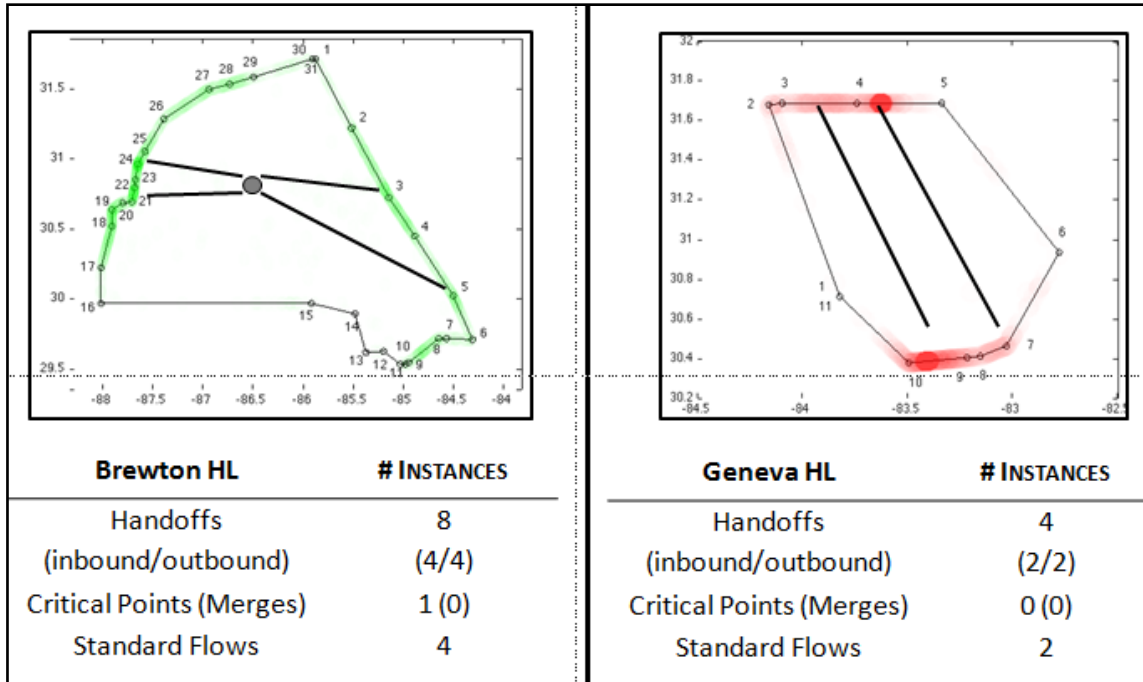 30 1
31
27 28 29
31.5
26
2
25
31 24
23 3
22
19 20 21
30.5 18 4
17
5
30 16 15
14 7 6
10 8
13 12 9
29.5 11
-88 -87.5 -87 -86.5 -86 -85.5 -85 -84.5 -84
Brewton HL # INSTANCES
Handoffs 8
(inbound/outbound) (4/4)
Critical Points (Merges) 1 (0)
Standard Flows 4
32
31.8 3 4 5
2
31.6
31.4
31.2
6
31
30.8 1
11
30.6
7
30.4
10 9 8
30.2
-84.5 -84 -83.5 -83 -82.5
Geneva HL # INSTANCES
Handoffs 4
(inbound/outbound) (2/2)
Critical Points (Merges) 0 (0)
Standard Flows 2